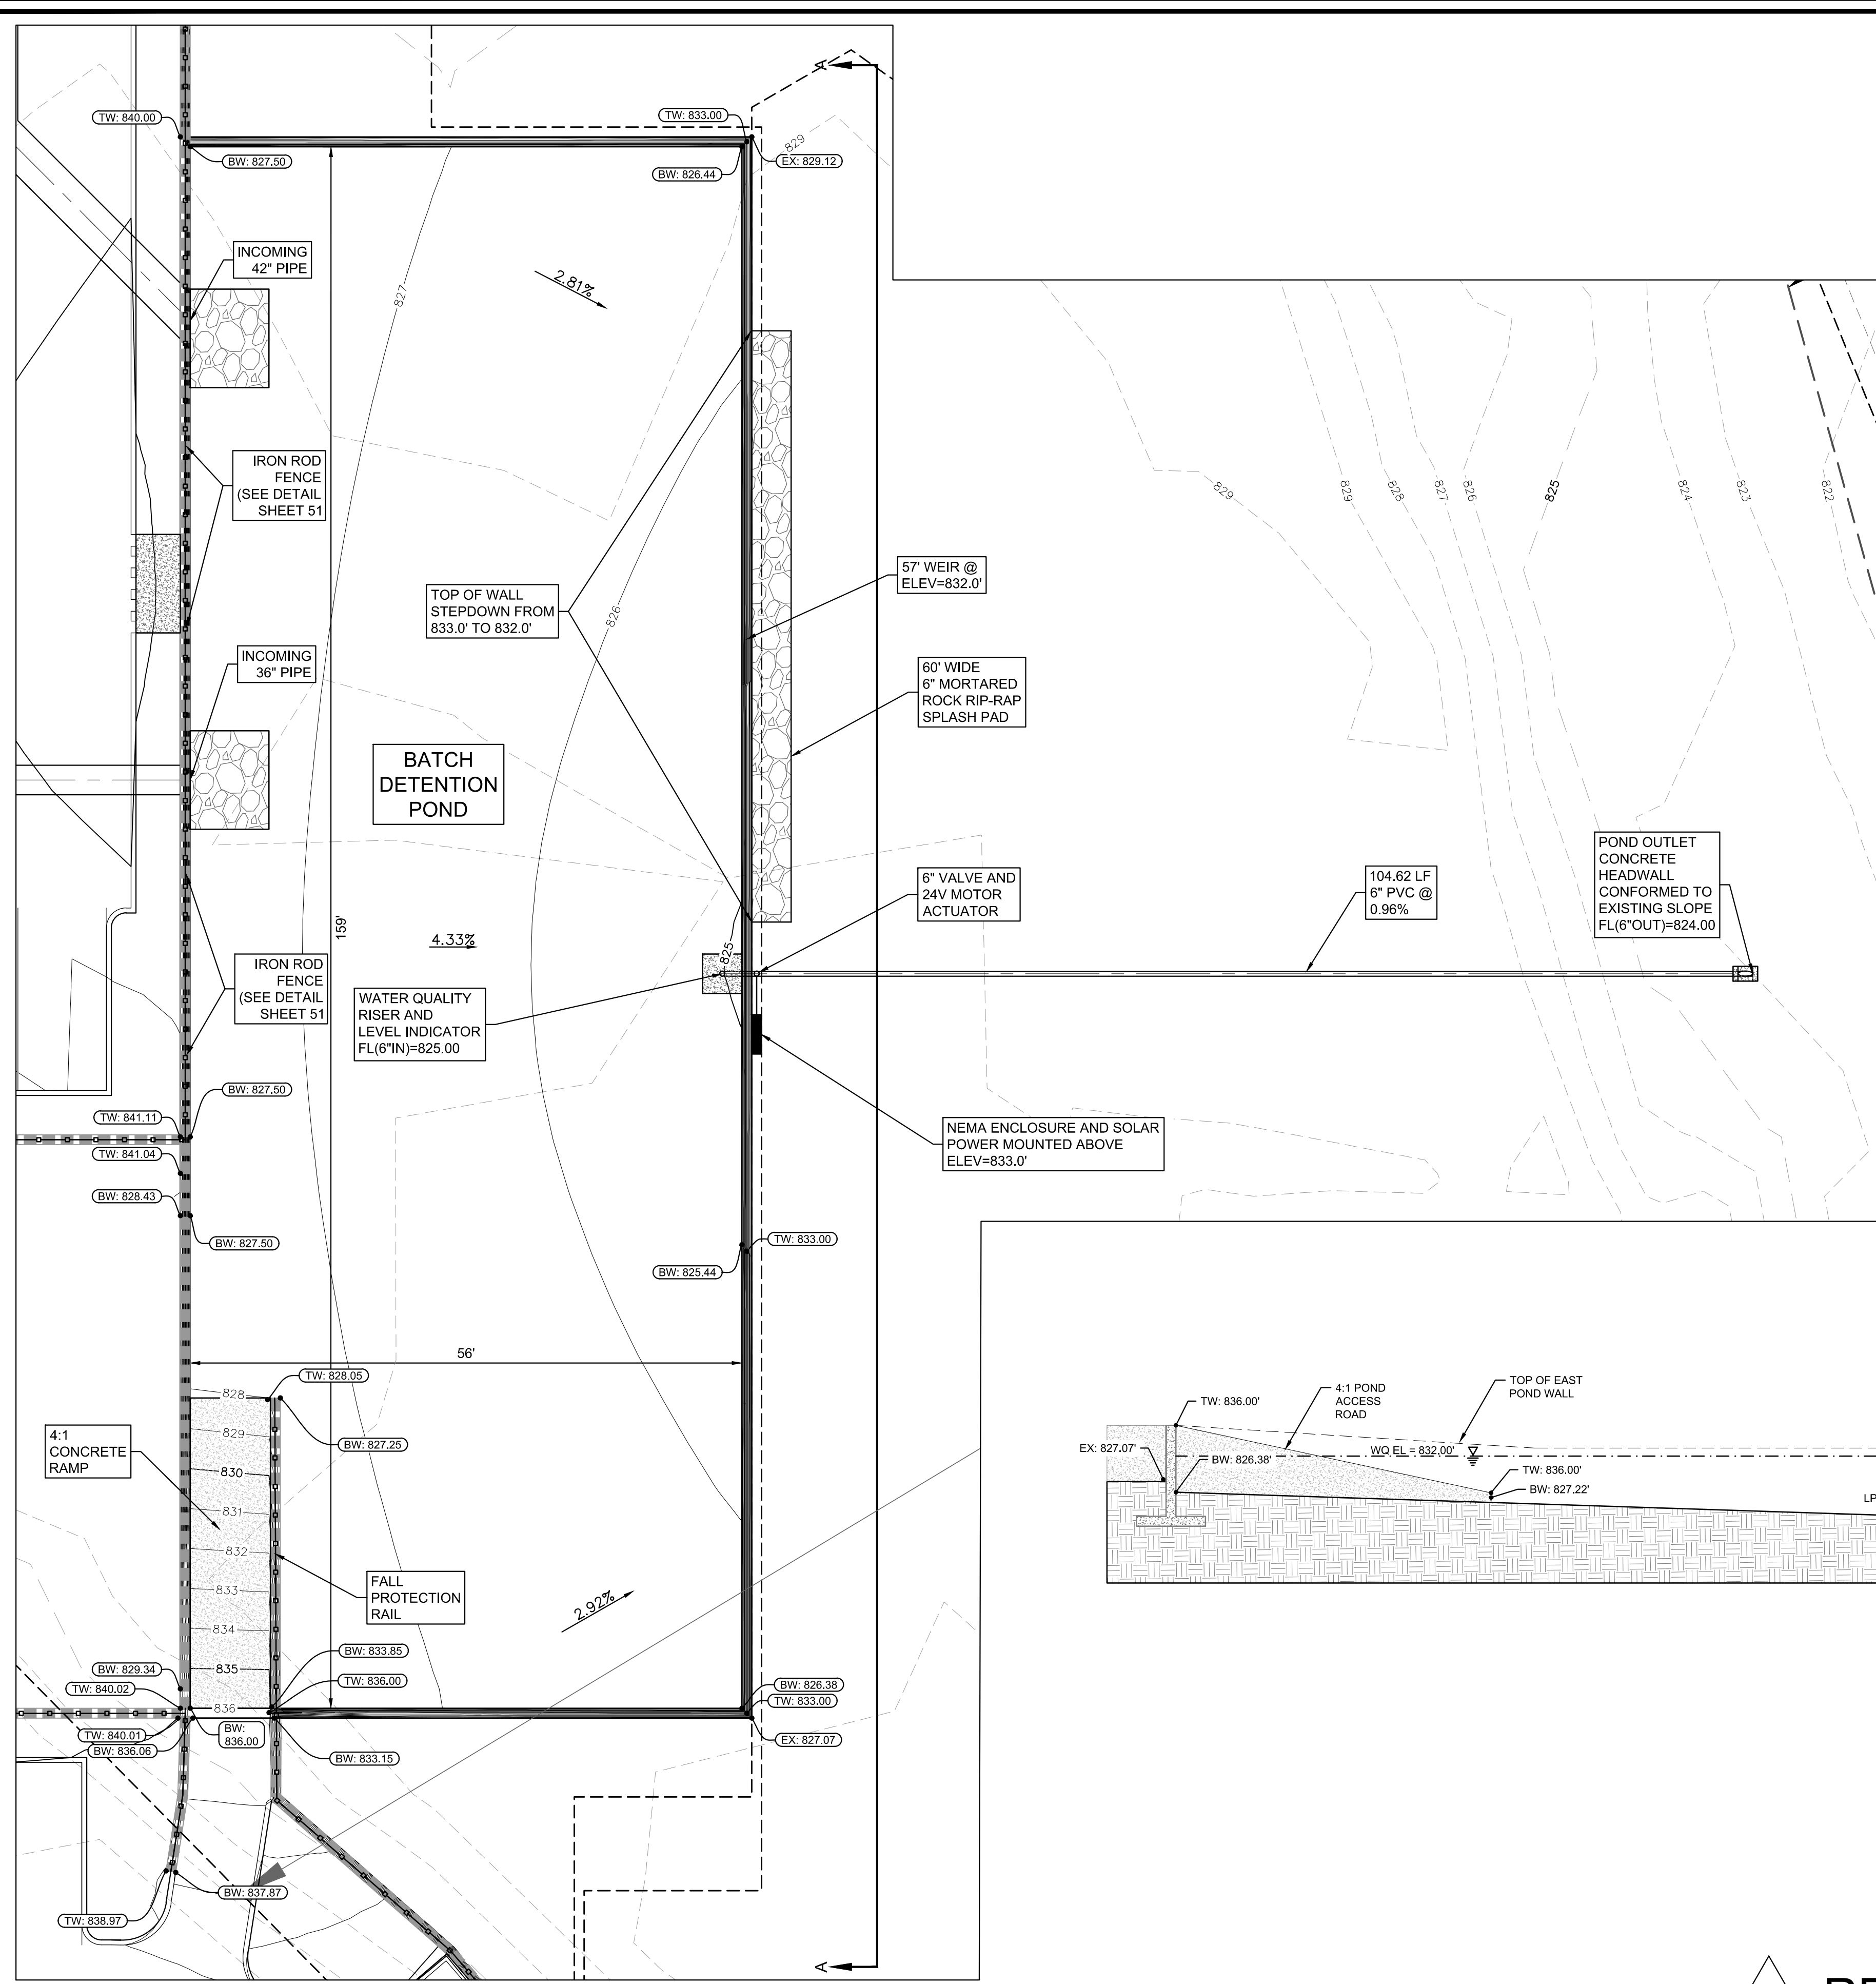 A
TW: 840.00
TW: 833.00
829
BW: 827.50
EX: 829.12
BW: 826.44
INCOMING
42" PIPE
2.81%
827
IRON ROD
FENCE
(SEE DETAIL
SHEET 51
829
829
828
827
826
825
824
823
822
57' WEIR @
ELEV=832.0'
TOP OF WALL
STEPDOWN FROM
833.0' TO 832.0'
826
INCOMING
36" PIPE
60' WIDE
6" MORTARED
ROCK RIP-RAP
SPLASH PAD
BATCH
DETENTION
POND
6" VALVE AND
24V MOTOR
ACTUATOR
104.62 LF
6" PVC @
0.96%
POND OUTLET
CONCRETE
HEADWALL
CONFORMED TO
EXISTING SLOPE
FL(6"OUT)=824.00
159'
4.33%
825
IRON ROD
FENCE
(SEE DETAIL
SHEET 51
WATER QUALITY
RISER AND
LEVEL INDICATOR
FL(6"IN)=825.00
BW: 827.50
TW: 841.11
TW: 841.04
NEMA ENCLOSURE AND SOLAR
POWER MOUNTED ABOVE
ELEV=833.0'
BW: 828.43
BW: 827.50
TW: 833.00
BW: 825.44
56'
TW: 828.05
828
829
830
831
832
833
834
835
836
BW: 827.25
4:1
CONCRETE
RAMP
FALL
PROTECTION
RAIL
2.92%
BW: 833.85
BW: 829.34
TW: 840.02
TW: 836.00
BW: 826.38
TW: 833.00
TW: 840.01
BW: 836.06
BW:
836.00
BW: 833.15
EX: 827.07
BW: 837.87
TW: 838.97
A
TW: 836.00'
4:1 POND
ACCESS
ROAD
TOP OF EAST
POND WALL
EX: 827.07'
BW: 826.38'
WQ EL = 832.00'
TW: 836.00'
BW: 827.22'
LP